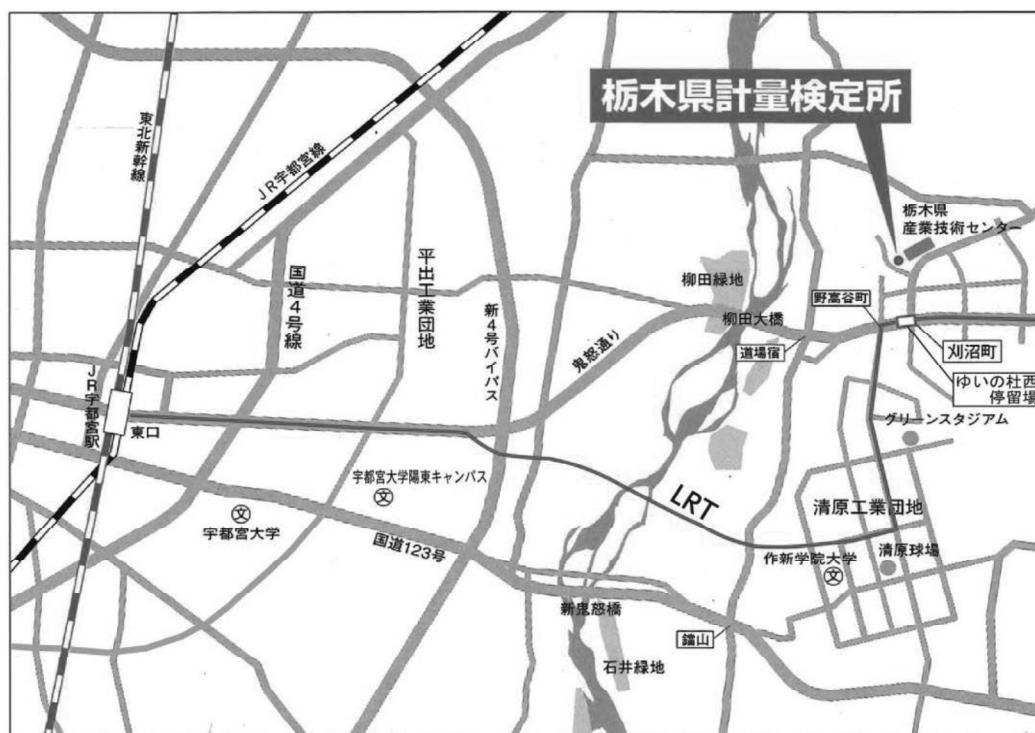 栃木県計量検定所
東北新幹線
JR宇都宮線
栃木県
産業技術センター
国道4号線
平出工業団地
新4号バイパス
柳田緑地
柳田大橋
野高谷町
鬼怒通り
道場宿
刈沼町
ゆいの杜西
停留場
JR宇都宮駅
東口
グリーンスタジアム
宇都宮大学陽東キャンパス
文
文
宇都宮大学
国道123号
LRT
清原工業団地
清原球場
作新学院大学
文
新鬼怒橋
鐺山
石井緑地